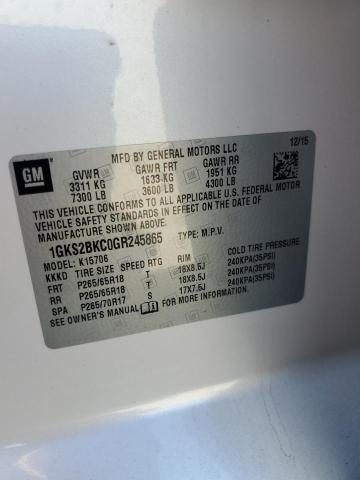 GM
MFD BY GENERAL MOTORS LLC
12/15
GVWR GAWR FRT GAWR RR
3311 KG 1633 KG 1951 KG
7300 LB 3600 LB 4300 LB
THIS VEHICLE CONFORMS TO ALL APPLICABLE U.S. FEDERAL MOTOR
VEHICLE SAFETY STANDARDS IN EFFECT ON THE DATE OF
MANUFACTURE SHOWN ABOVE.
1GKS2BKC0GR245865 TYPE: M.P.V.
MODEL: K15706
KKKD TIRE SIZE SPEED RTG RIM COLD TIRE PRESSURE
FRT P265/65R18 T 18X8.5J 240KPA(35PSI)
RR P265/65R18 T 18X8.5J 240KPA(35PSI)
SPA P265/70R17 S 17X7.5J 240KPA(35PSI)
SEE OWNER'S MANUAL FOR MORE INFORMATION